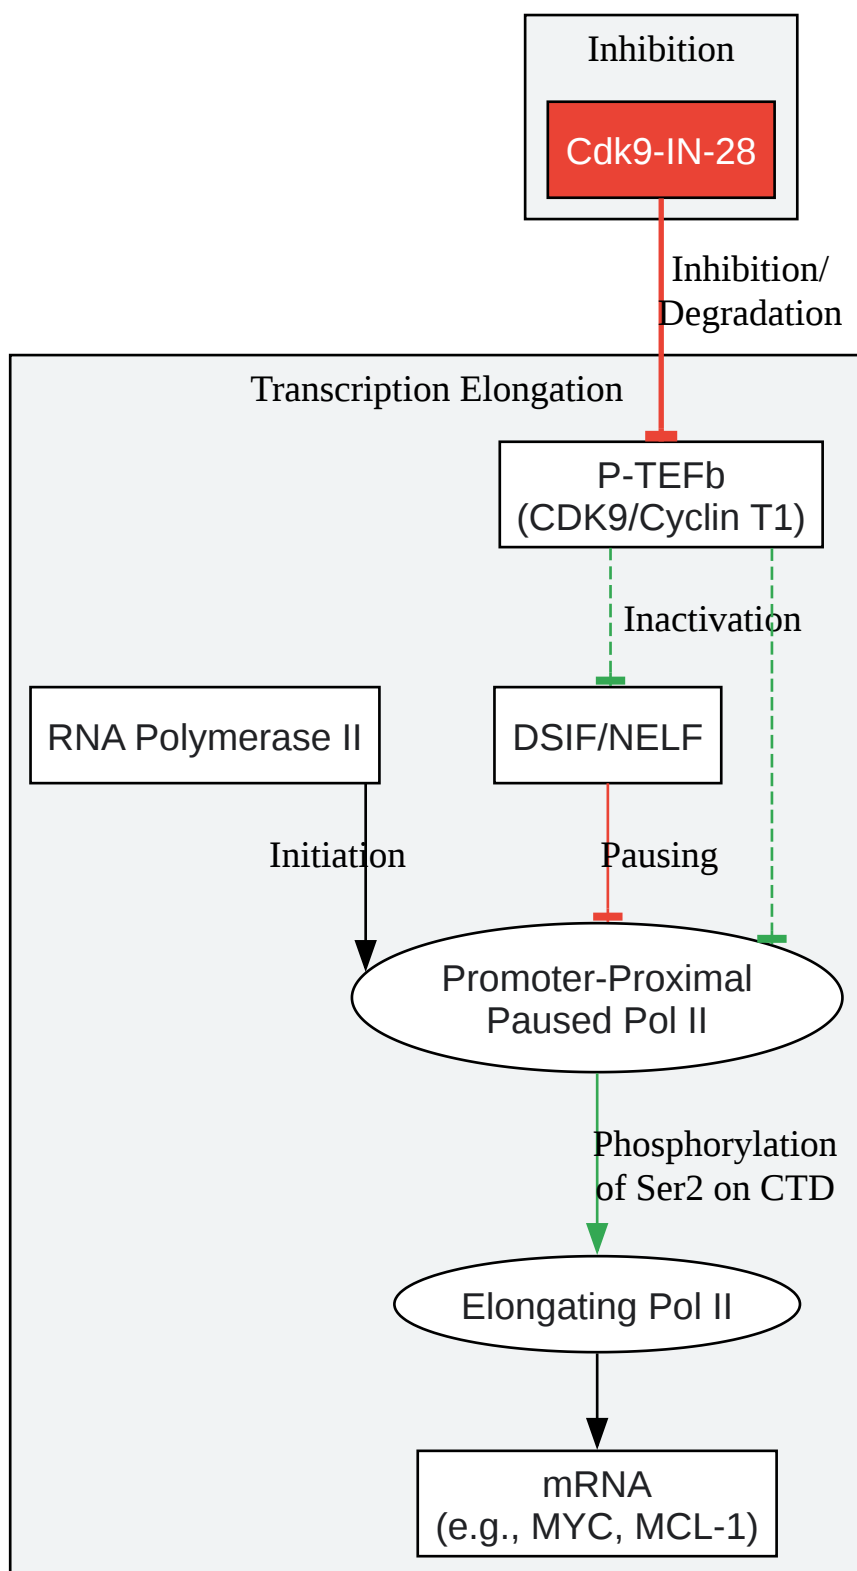 Inhibition
Cdk9-IN-28
Inhibition/
Degradation
Transcription Elongation
P-TEFb
(CDK9/Cyclin T1)
Inactivation
RNA Polymerase II
DSIF/NELF
Initiation
Pausing
Promoter-Proximal
Paused Pol II
Phosphorylation
of Ser2 on CTD
Elongating Pol II
mRNA
(e.g., MYC, MCL-1)